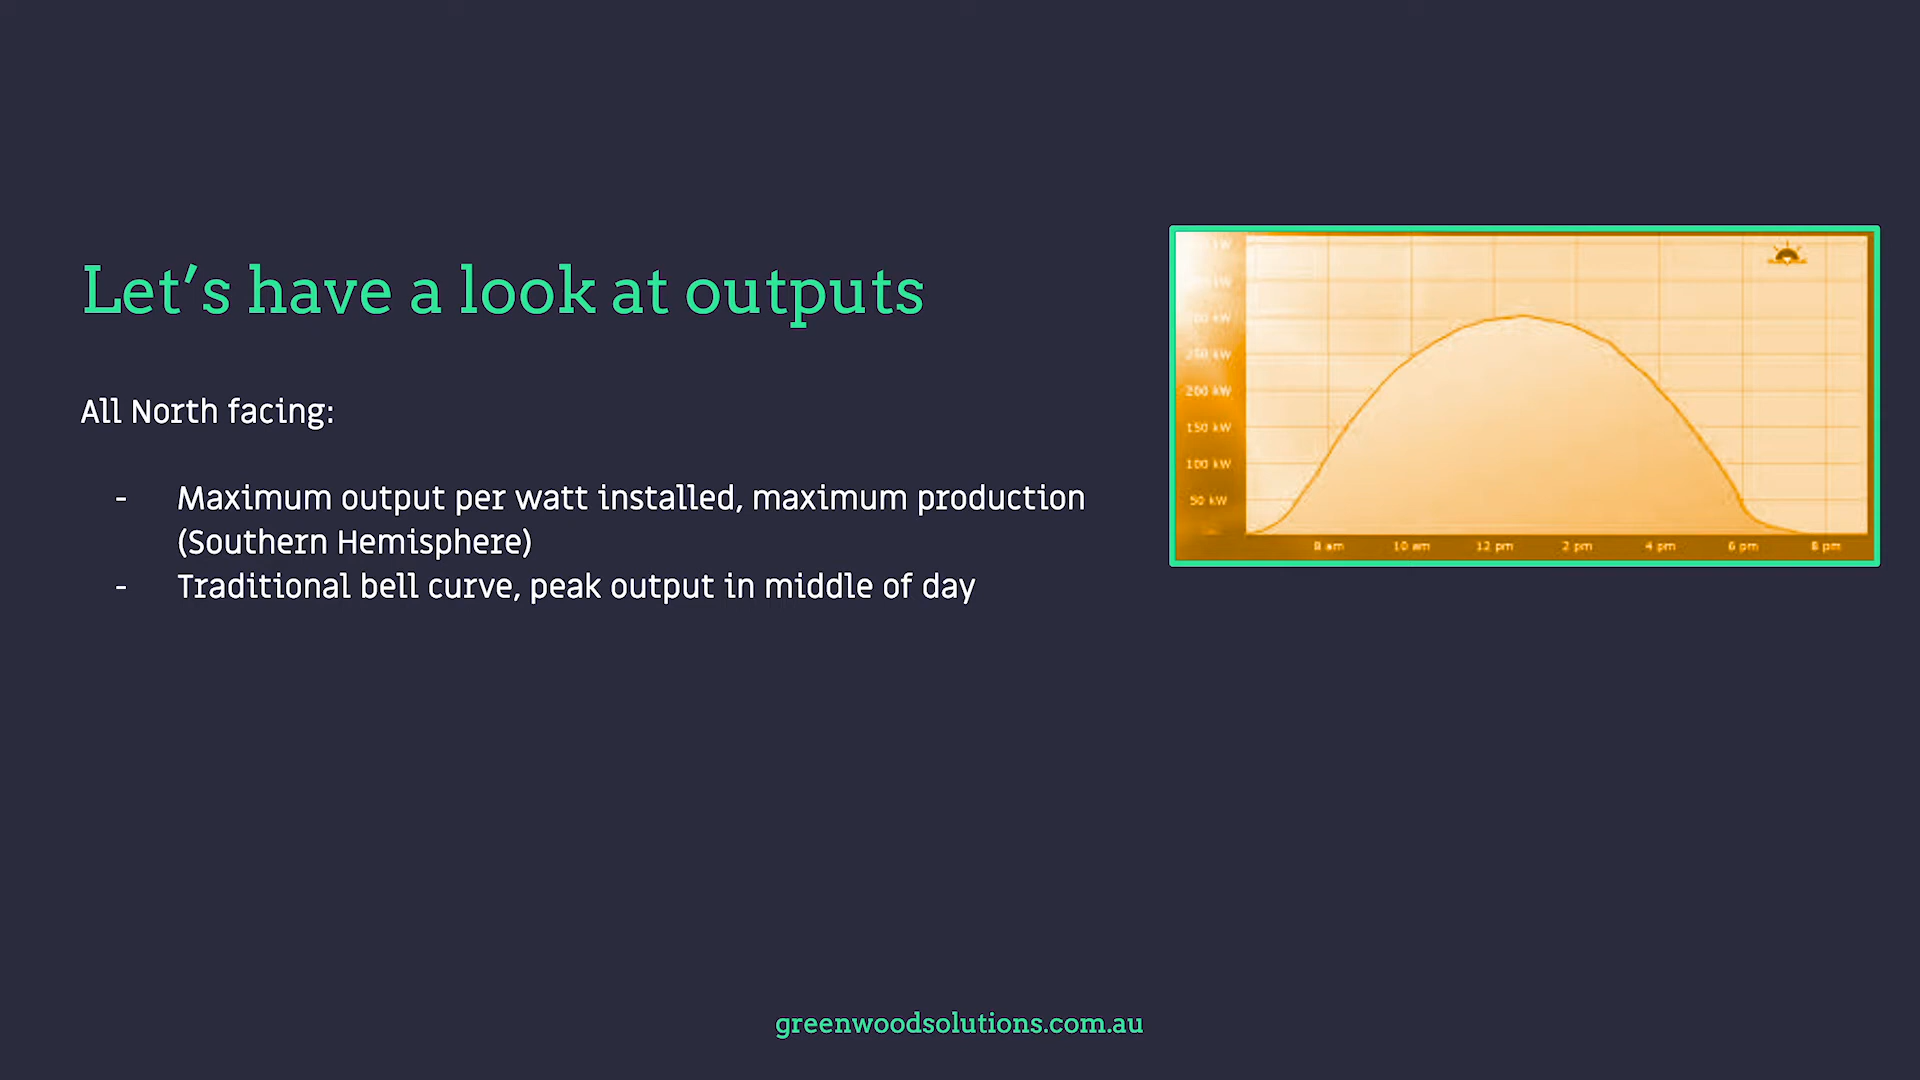 Let’s have a look at outputs
All North facing:
- Maximum output per watt installed, maximum production
(Southern Hemisphere)
- Traditional bell curve, peak output in middle of day
250 kW
200 kW
150 kW
100 kW
50 kW
8 am 10 am 12 pm 2 pm 4 pm 6 pm 8 pm
greenwoodsolutions.com.au